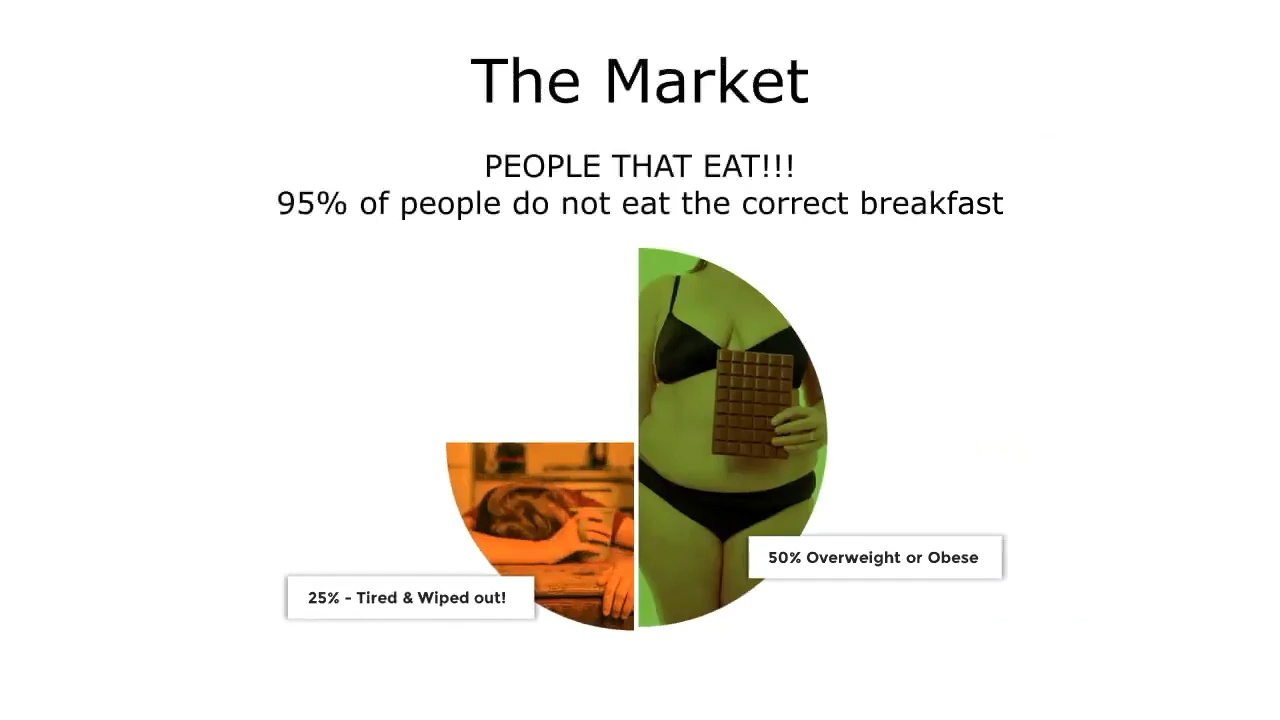 The Market
PEOPLE THAT EAT!!!
95% of people do not eat the correct breakfast
50% Overweight or Obese
25% - Tired & Wiped out!